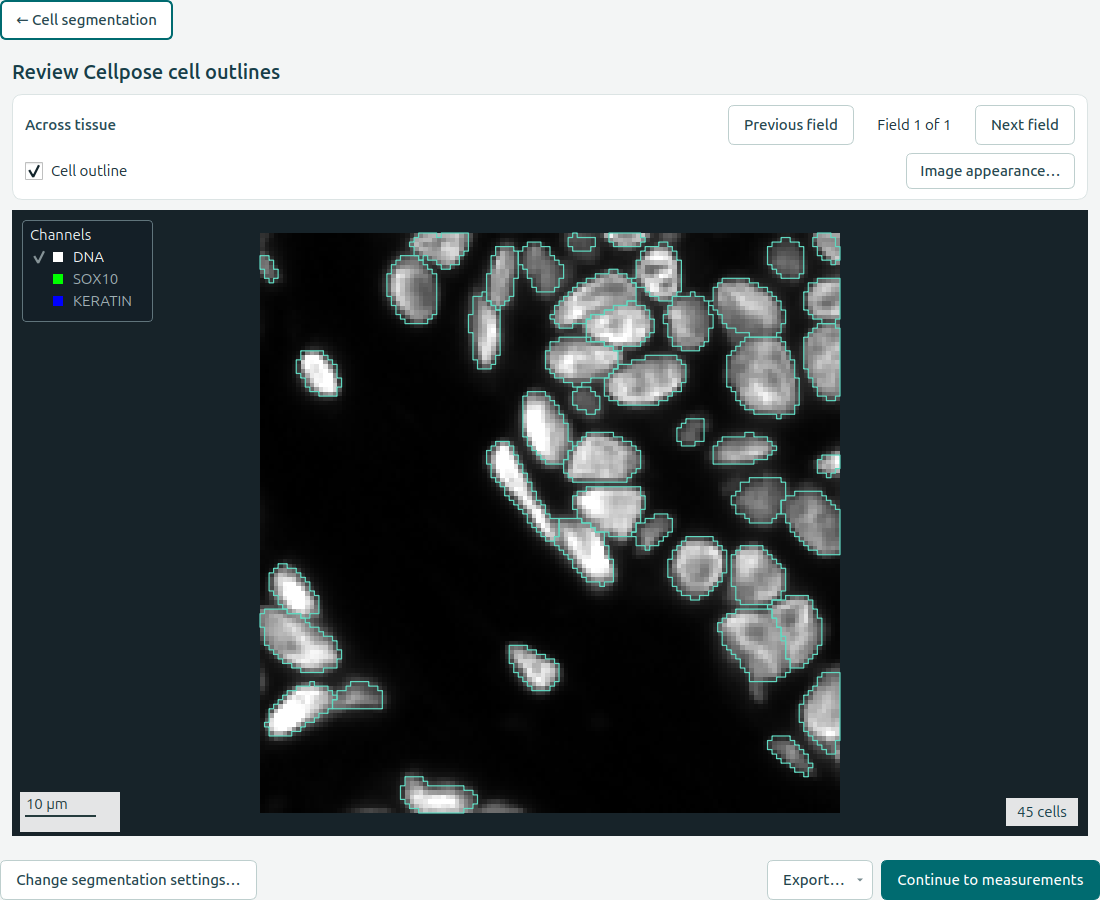 ← Cell segmentation
Review Cellpose cell outlines
Across tissue
Previous field
Field 1 of 1
Next field
Cell outline
Image appearance...
Channels
DNA
SOX10
KERATIN
10 µm
45 cells
Change segmentation settings...
Export...
Continue to measurements